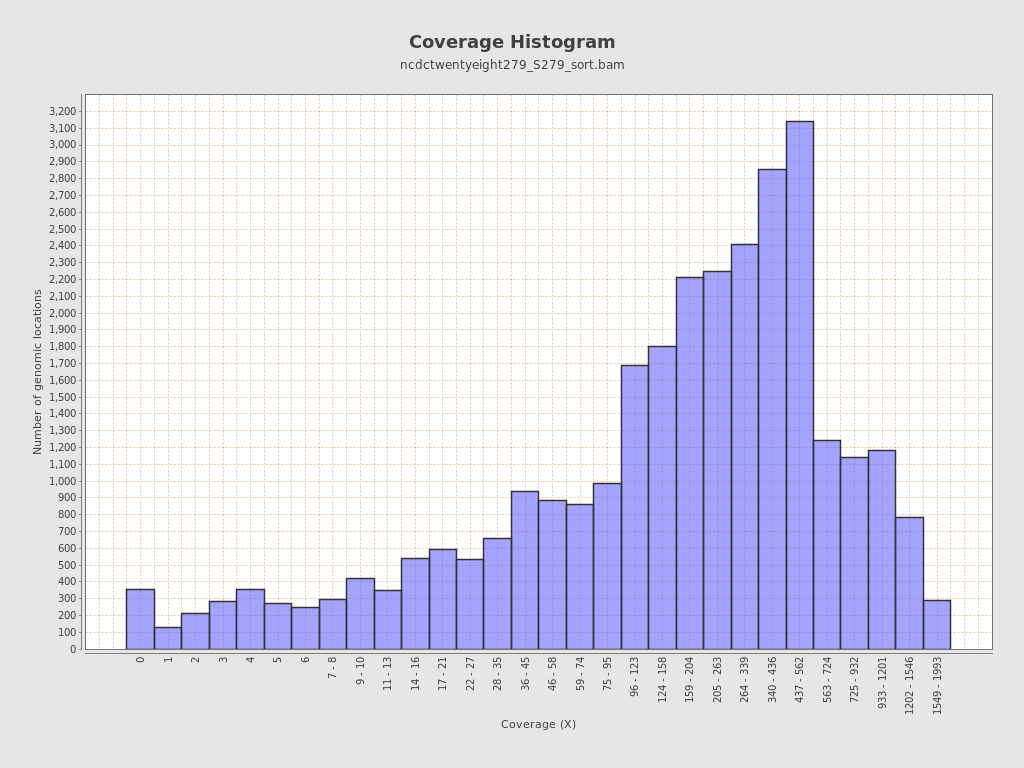 Coverage Histogram
ncdctwentyeight279_S279_sort.bam
Number of genomic locations
3,200
3,100
3,000
2,900
2,800
2,700
2,600
2,500
2,400
2,300
2,200
2,100
2,000
1,900
1,800
1,700
1,600
1,500
1,400
1,300
1,200
1,100
1,000
900
800
700
600
500
400
300
200
100
0
0
1
2
3
4
5
6
7 - 8
9 - 10
11 - 13
14 - 16
17 - 21
22 - 27
28 - 35
36 - 45
46 - 58
59 - 74
75 - 95
96 - 123
124 - 158
159 - 204
205 - 263
264 - 339
340 - 436
437 - 562
563 - 724
725 - 932
933 - 1201
1202 - 1546
1549 - 1993
Coverage (X)